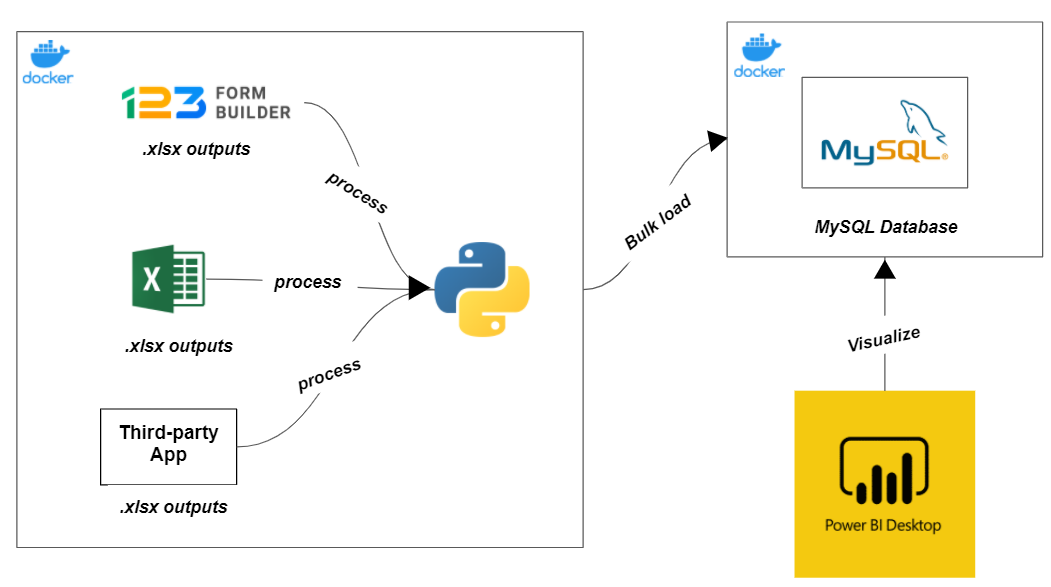 docker
123 FORM
BUILDER
.xlsx outputs
process
X
process
.xlsx outputs
process
Third-party
App
.xlsx outputs
Bulk load
docker
MySQL®
MySQL Database
Visualize
Power BI Desktop